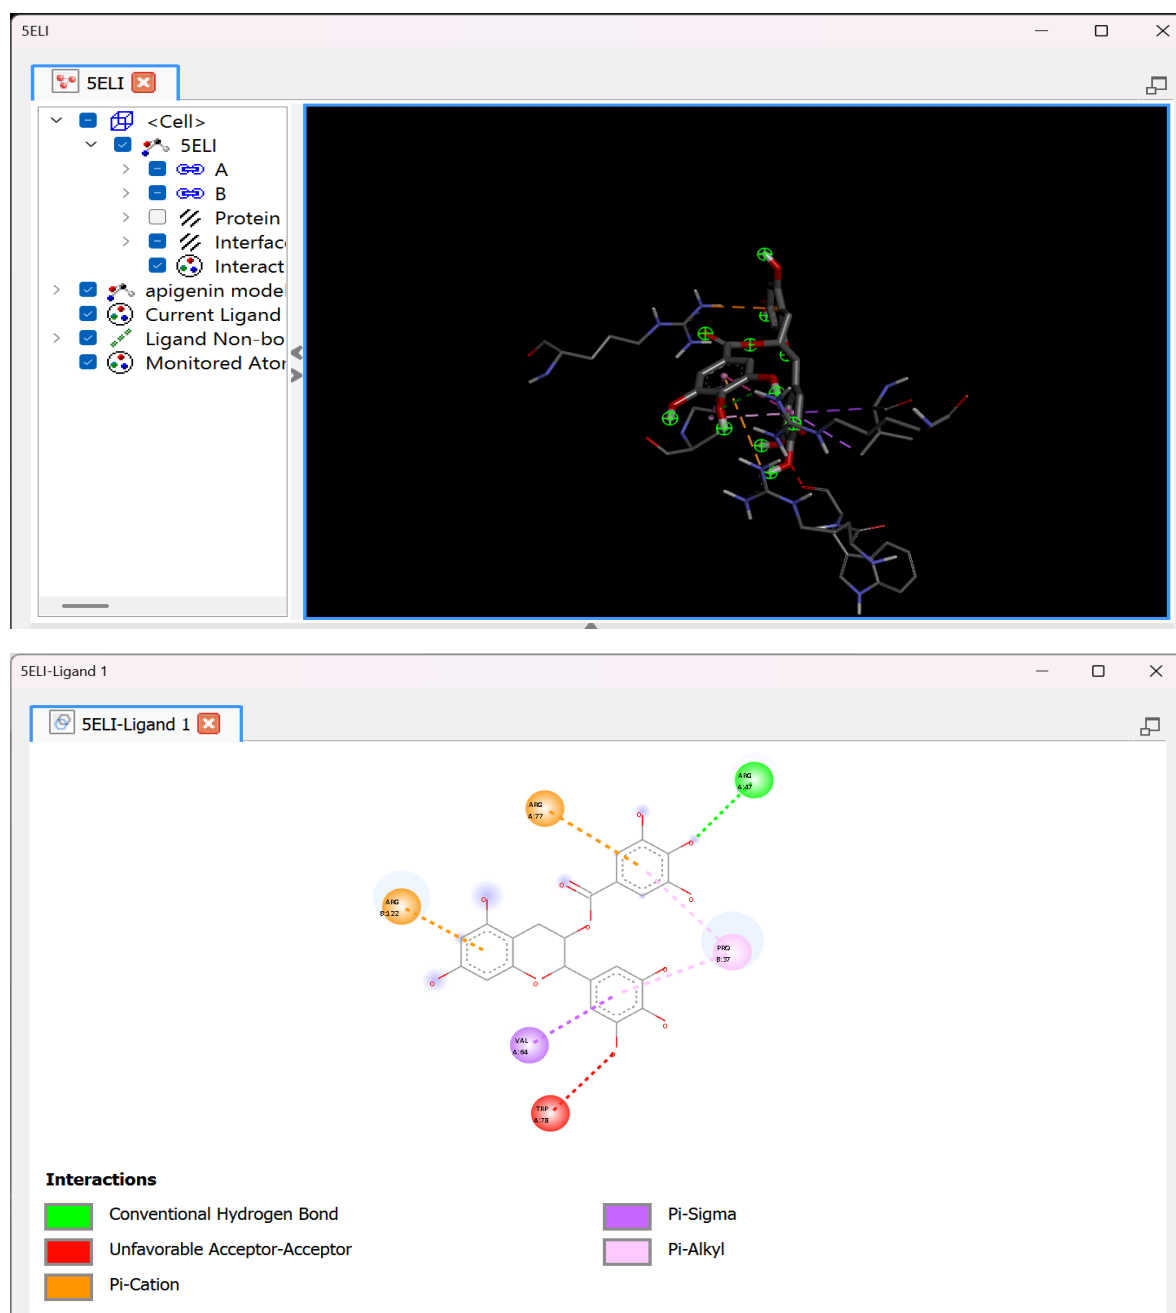 5ELI
5ELI
<Cell>
5ELI
A
B
Protein
Interfac
Interact
apigenin model
Current Ligand
Ligand Non-bo
Monitored Ator
5ELI-Ligand 1
5ELI-Ligand 1
ARG
A:47
ARG
A:77
ARG
B:122
PRO
B:37
VAL
A:64
TRP
A:78
Interactions
Conventional Hydrogen Bond
Unfavorable Acceptor-Acceptor
Pi-Cation
Pi-Sigma
Pi-Alkyl